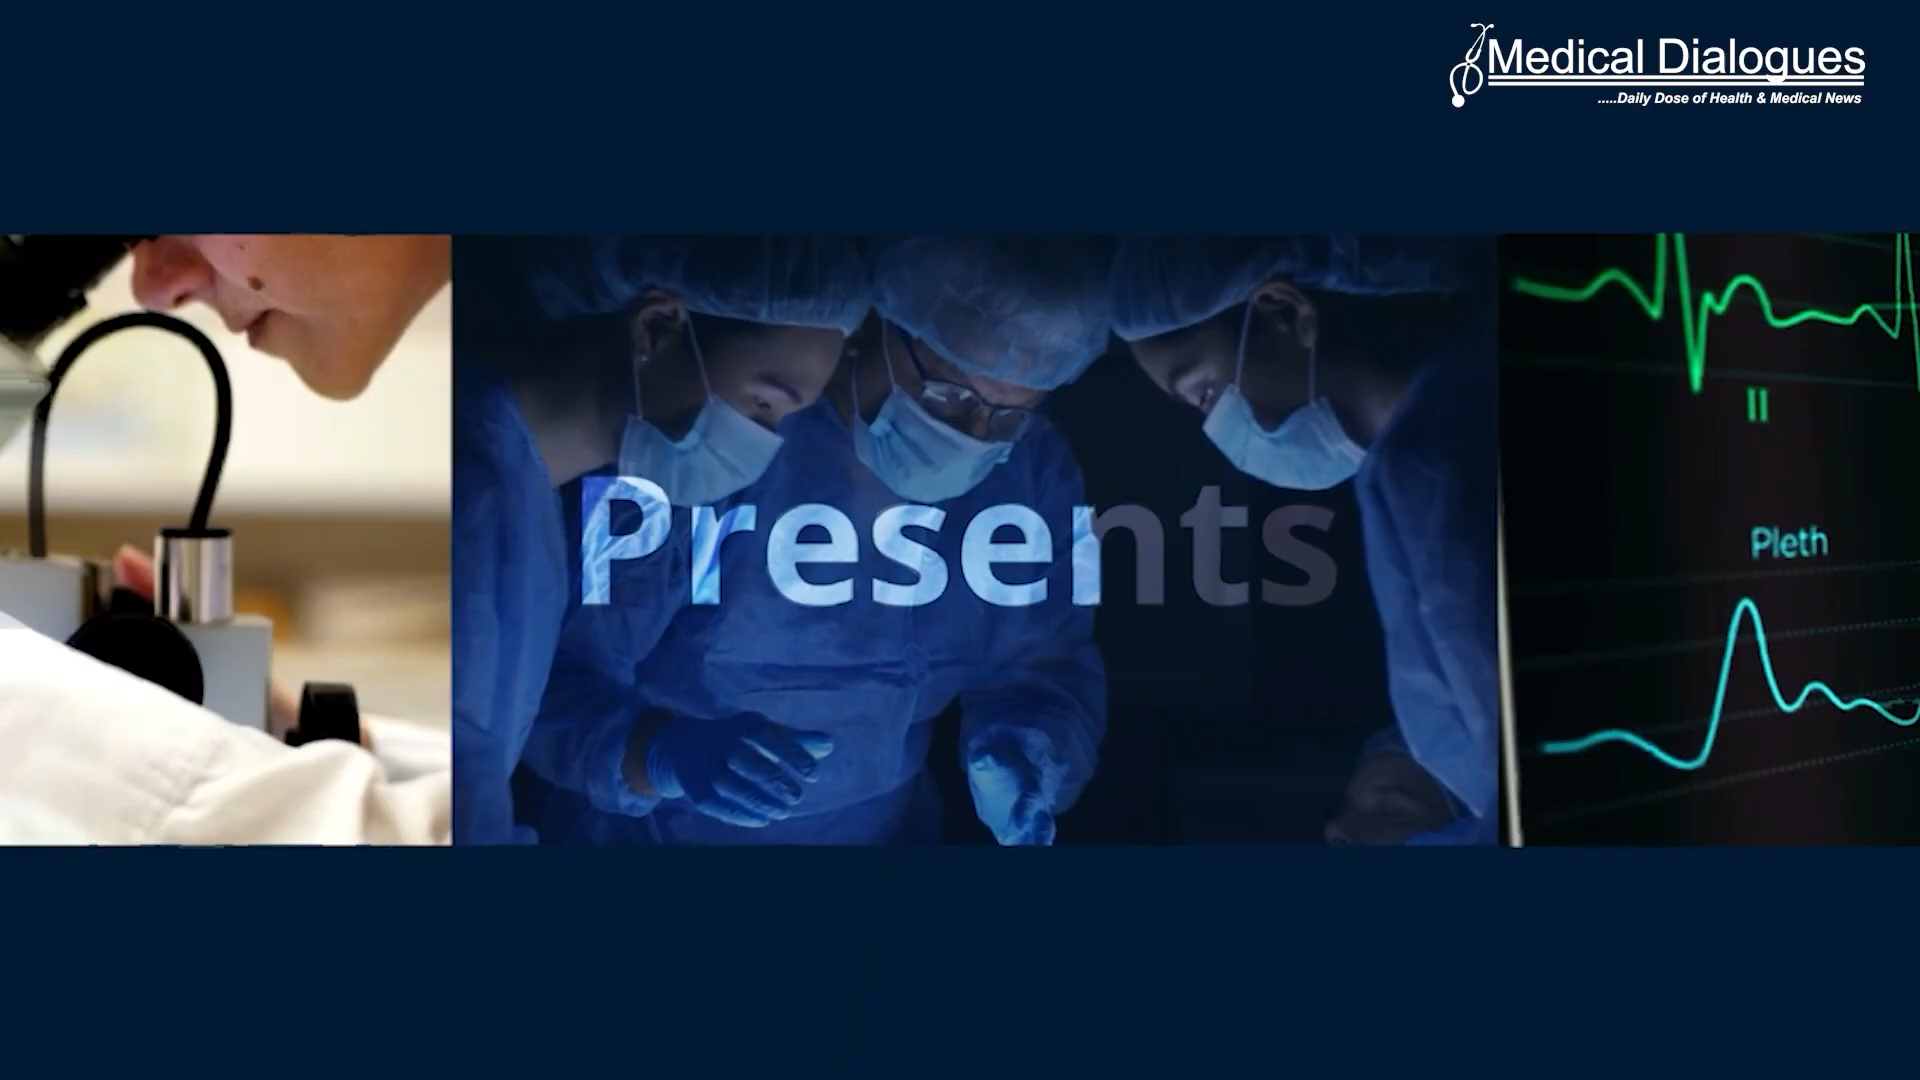 Medical Dialogues
.....Daily Dose of Health & Medical News
Presents
II
Pleth